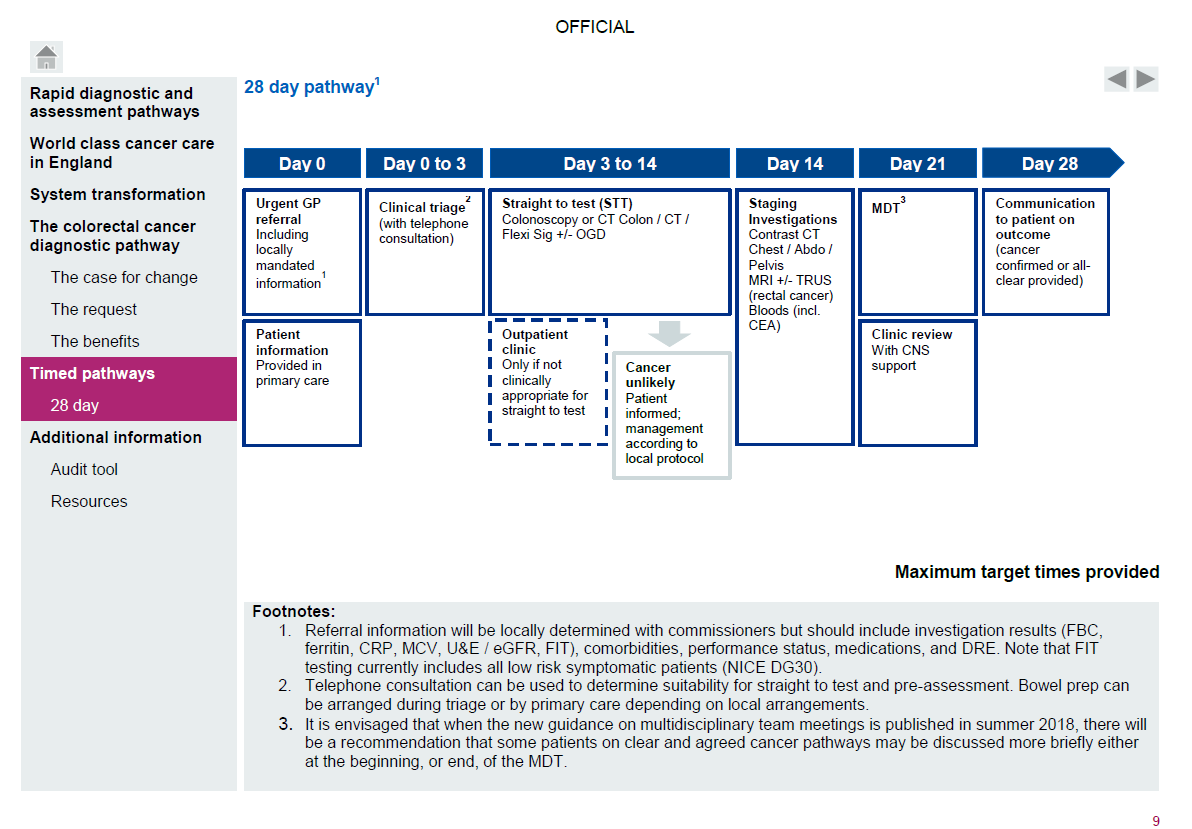 OFFICIAL
Rapid diagnostic and
assessment pathways
World class cancer care
in England
System transformation
The colorectal cancer
diagnostic pathway
The case for change
The request
The benefits
Timed pathways
28 day
Additional information
Audit tool
Resources
28 day pathway1
Day 0
Day 0 to 3
Day 3 to 14
Day 14
Day 21
Day 28
Urgent GP
referral
Including
locally
mandated
information1
Patient
information
Provided in
primary care
Clinical triage2
(with telephone
consultation)
Straight to test (STT)
Colonoscopy or CT Colon / CT /
Flexi Sig +/- OGD
Outpatient
clinic
Only if not
clinically
appropriate for
straight to test
Cancer
unlikely
Patient
informed;
management
according to
local protocol
Staging
Investigations
Contrast CT
Chest / Abdo /
Pelvis
MRI +/- TRUS
(rectal cancer)
Bloods (incl.
CEA)
MDT3
Clinic review
With CNS
support
Communication
to patient on
outcome
(cancer
confirmed or all-
clear provided)
Maximum target times provided
Footnotes:
1. Referral information will be locally determined with commissioners but should include investigation results (FBC,
ferritin, CRP, MCV, U&E / eGFR, FIT), comorbidities, performance status, medications, and DRE. Note that FIT
testing currently includes all low risk symptomatic patients (NICE DG30).
2. Telephone consultation can be used to determine suitability for straight to test and pre-assessment. Bowel prep can
be arranged during triage or by primary care depending on local arrangements.
3. It is envisaged that when the new guidance on multidisciplinary team meetings is published in summer 2018, there will
be a recommendation that some patients on clear and agreed cancer pathways may be discussed more briefly either
at the beginning, or end, of the MDT.
9